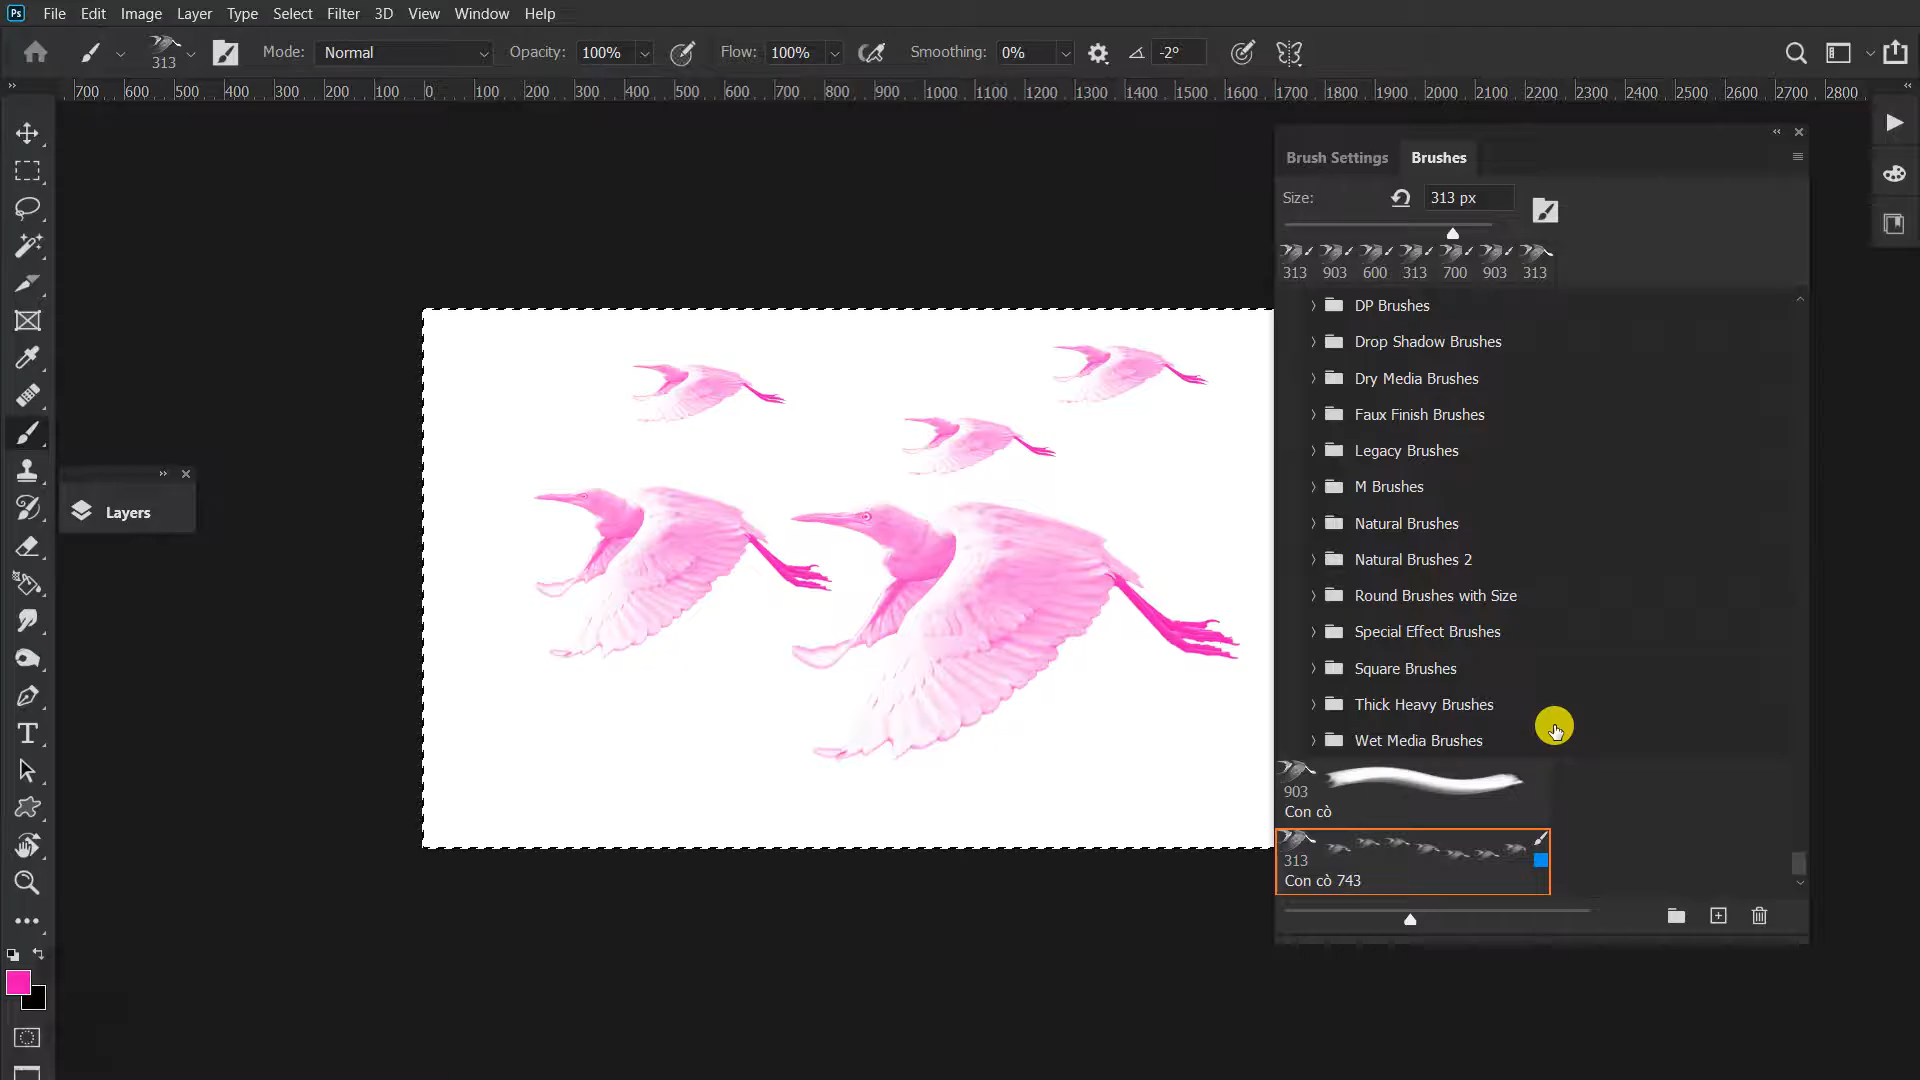 Ps File Edit Image Layer Type Select Filter 3D View Window Help
313 Mode: Normal Opacity: 100% Flow: 100% Smoothing: 0% -2°
700 600 500 400 300 200 100 0 100 200 300 400 500 600 700 800 900 1000 1100 1200 1300 1400 1500 1600 1700 1800 1900 2000 2100 2200 2300 2400 2500 2600 2700 2800
Brush Settings Brushes
Size: 313 px
313 903 600 313 700 903 313
DP Brushes
Drop Shadow Brushes
Dry Media Brushes
Faux Finish Brushes
Legacy Brushes
M Brushes
Natural Brushes
Natural Brushes 2
Round Brushes with Size
Special Effect Brushes
Square Brushes
Thick Heavy Brushes
Wet Media Brushes
903
Con cò
313
Con cò 743
Layers
T